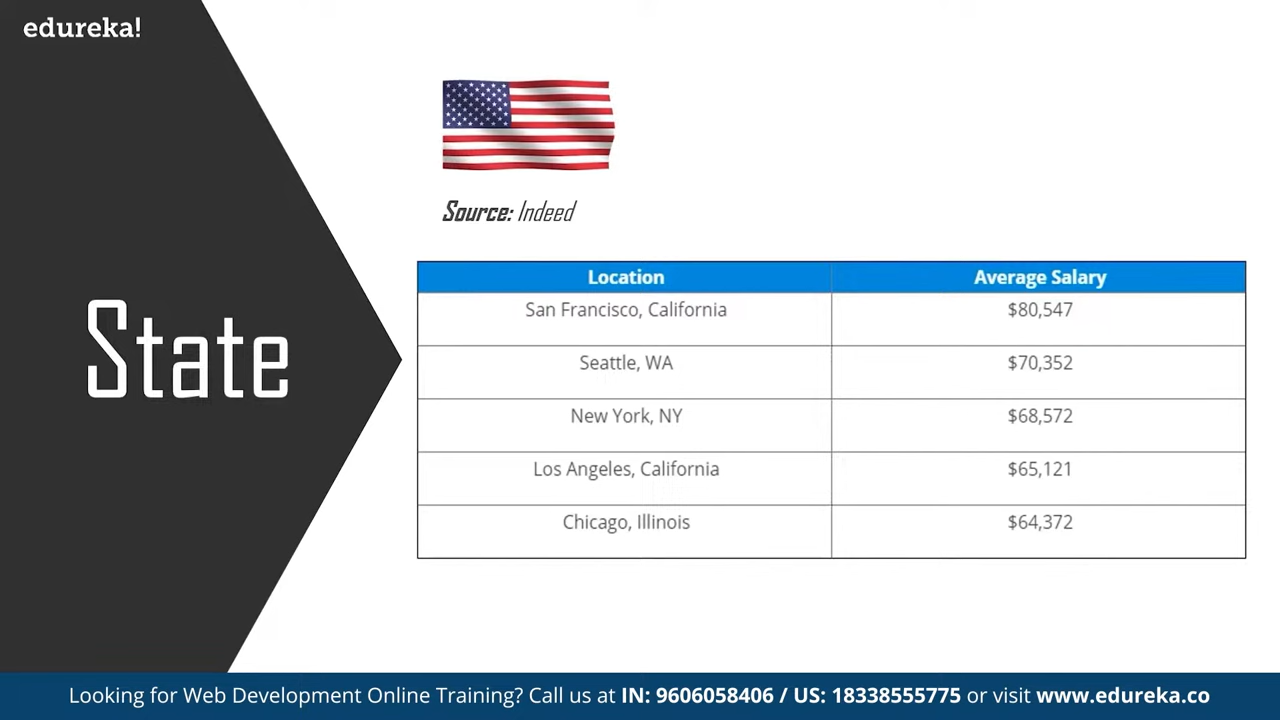 edureka!
Source: Indeed
State
Location Average Salary
San Francisco, California $80,547
Seattle, WA $70,352
New York, NY $68,572
Los Angeles, California $65,121
Chicago, Illinois $64,372
Looking for Web Development Online Training? Call us at IN: 9606058406 / US: 18338555775 or visit www.edureka.co